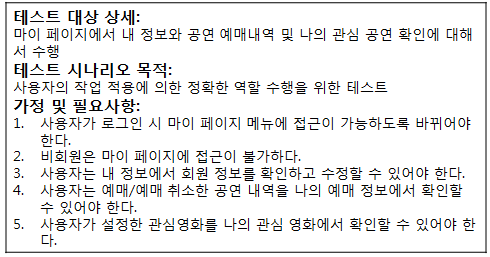 테스트 대상 상세:
마이 페이지에서 내 정보와 공연 예매내역 및 나의 관심 공연 확인에 대해
서 수행
테스트 시나리오 목적:
사용자의 작업 적용에 의한 정확한 역할 수행을 위한 테스트
가정 및 필요사항:
1. 사용자가 로그인 시 마이 페이지 메뉴에 접근이 가능하도록 바뀌어야
한다.
2. 비회원은 마이 페이지에 접근이 불가하다.
3. 사용자는 내 정보에서 회원 정보를 확인하고 수정할 수 있어야 한다.
4. 사용자는 예매/예매 취소한 공연 내역을 나의 예매 정보에서 확인할
수 있어야 한다.
5. 사용자가 설정한 관심영화를 나의 관심 영화에서 확인할 수 있어야 한
다.